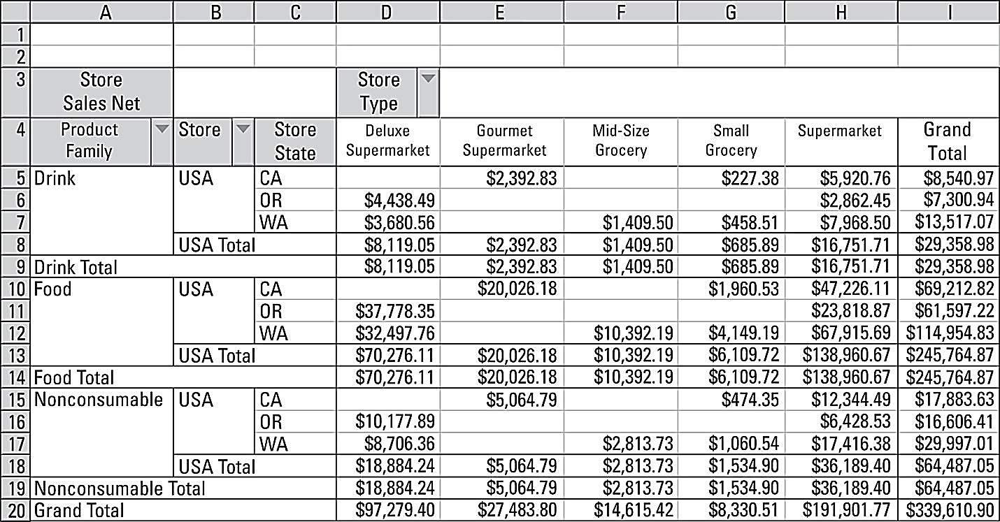 A B C D E F G H I
1
2
3 Store Sales Net Store Type
4 Product Family Store Store State Deluxe Supermarket Gourmet Supermarket Mid-Size Grocery Small Grocery Supermarket Grand Total
5 Drink USA CA $2,392.83 $227.38 $5,920.76 $8,540.97
6 OR $4,438.49 $2,862.45 $7,300.94
7 WA $3,680.56 $1,409.50 $458.51 $7,968.50 $13,517.07
8 USA Total $8,119.05 $2,392.83 $1,409.50 $685.89 $16,751.71 $29,358.98
9 Drink Total $8,119.05 $2,392.83 $1,409.50 $685.89 $16,751.71 $29,358.98
10 Food USA CA $20,026.18 $1,960.53 $47,226.11 $69,212.82
11 OR $37,778.35 $23,818.87 $61,597.22
12 WA $32,497.76 $10,392.19 $4,149.19 $67,915.69 $114,954.83
13 USA Total $70,276.11 $20,026.18 $10,392.19 $6,109.72 $138,960.67 $245,764.87
14 Food Total $70,276.11 $20,026.18 $10,392.19 $6,109.72 $138,960.67 $245,764.87
15 Nonconsumable USA CA $5,064.79 $474.35 $12,344.49 $17,883.63
16 OR $10,177.89 $6,428.53 $16,606.41
17 WA $8,706.36 $2,813.73 $1,060.54 $17,416.38 $29,997.01
18 USA Total $18,884.24 $5,064.79 $2,813.73 $1,534.90 $36,189.40 $64,487.05
19 Nonconsumable Total $18,884.24 $5,064.79 $2,813.73 $1,534.90 $36,189.40 $64,487.05
20 Grand Total $97,279.40 $27,483.80 $14,615.42 $8,330.51 $191,901.77 $339,610.90